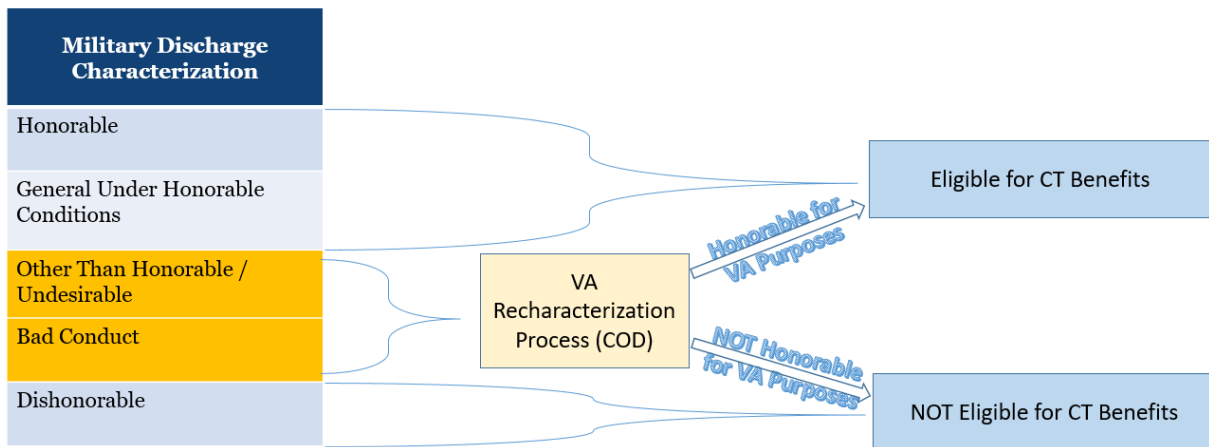 Military Discharge
Characterization
Honorable
General Under Honorable
Conditions
Other Than Honorable /
Undesirable
Bad Conduct
Dishonorable
VA
Recharacterization
Process (COD)
Honorable for
VA Purposes
NOT Honorable
for VA Purposes
Eligible for CT Benefits
NOT Eligible for CT Benefits